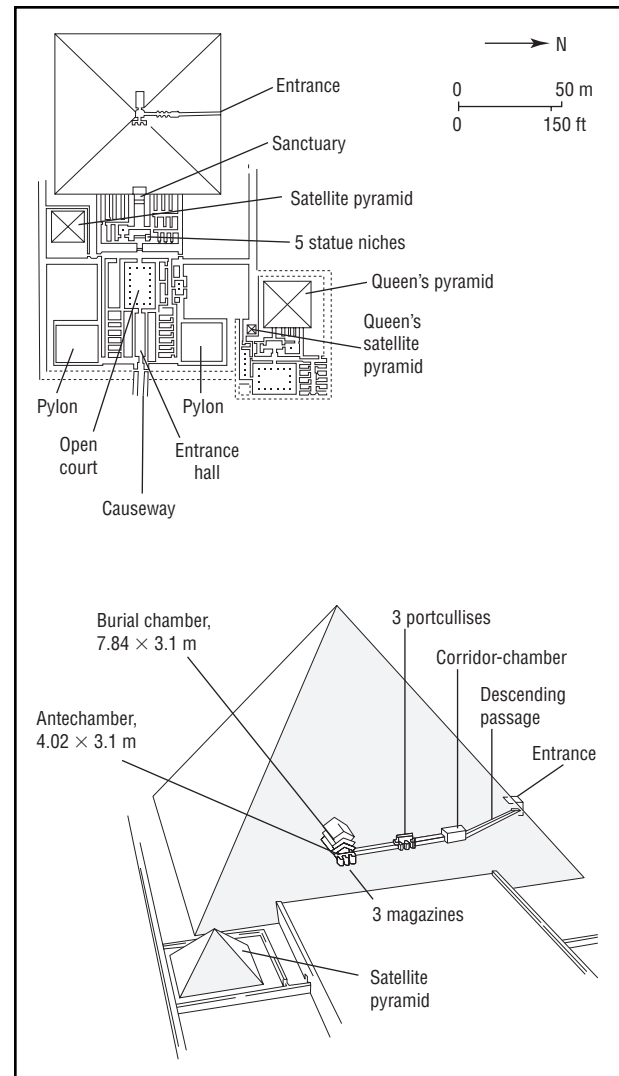 N
0 50 m
0 150 ft
Entrance
Sanctuary
Satellite pyramid
5 statue niches
Queen's pyramid
Queen's
satellite
pyramid
Pylon
Pylon
Open
court
Entrance
hall
Causeway
Burial chamber,
7.84 × 3.1 m
3 portcullises
Corridor-chamber
Descending
passage
Antechamber,
4.02 × 3.1 m
Entrance
3 magazines
Satellite
pyramid